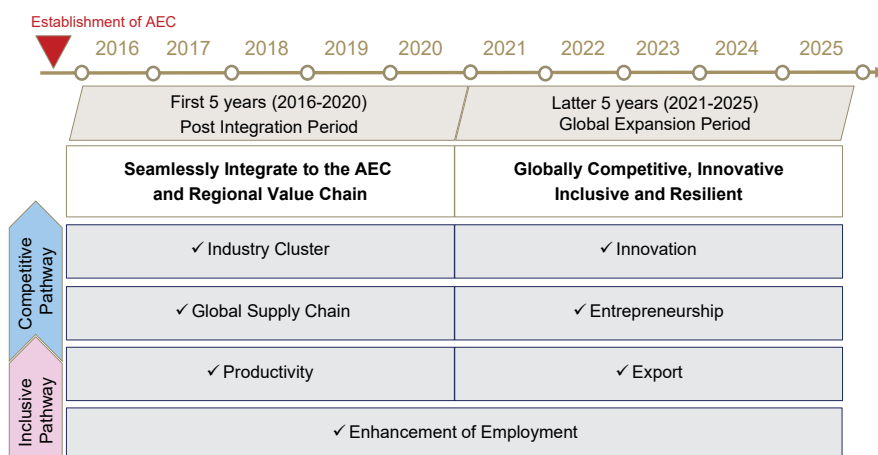 Establishment of AEC
2016 2017 2018 2019 2020 2021 2022 2023 2024 2025
First 5 years (2016-2020)
Post Integration Period
Latter 5 years (2021-2025)
Global Expansion Period
Seamlessly Integrate to the AEC
and Regional Value Chain
Globally Competitive, Innovative
Inclusive and Resilient
Competitive
Pathway
✓ Industry Cluster
✓ Innovation
✓ Global Supply Chain
✓ Entrepreneurship
Inclusive
Pathway
✓ Productivity
✓ Export
✓ Enhancement of Employment